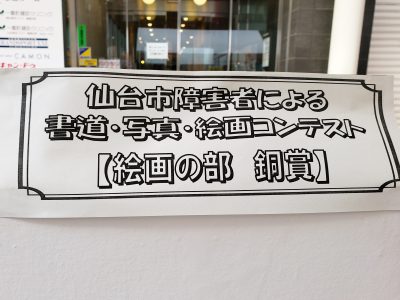 仙台市障害者による
書道・写真・絵画コンテスト
【絵画の部　銅賞】